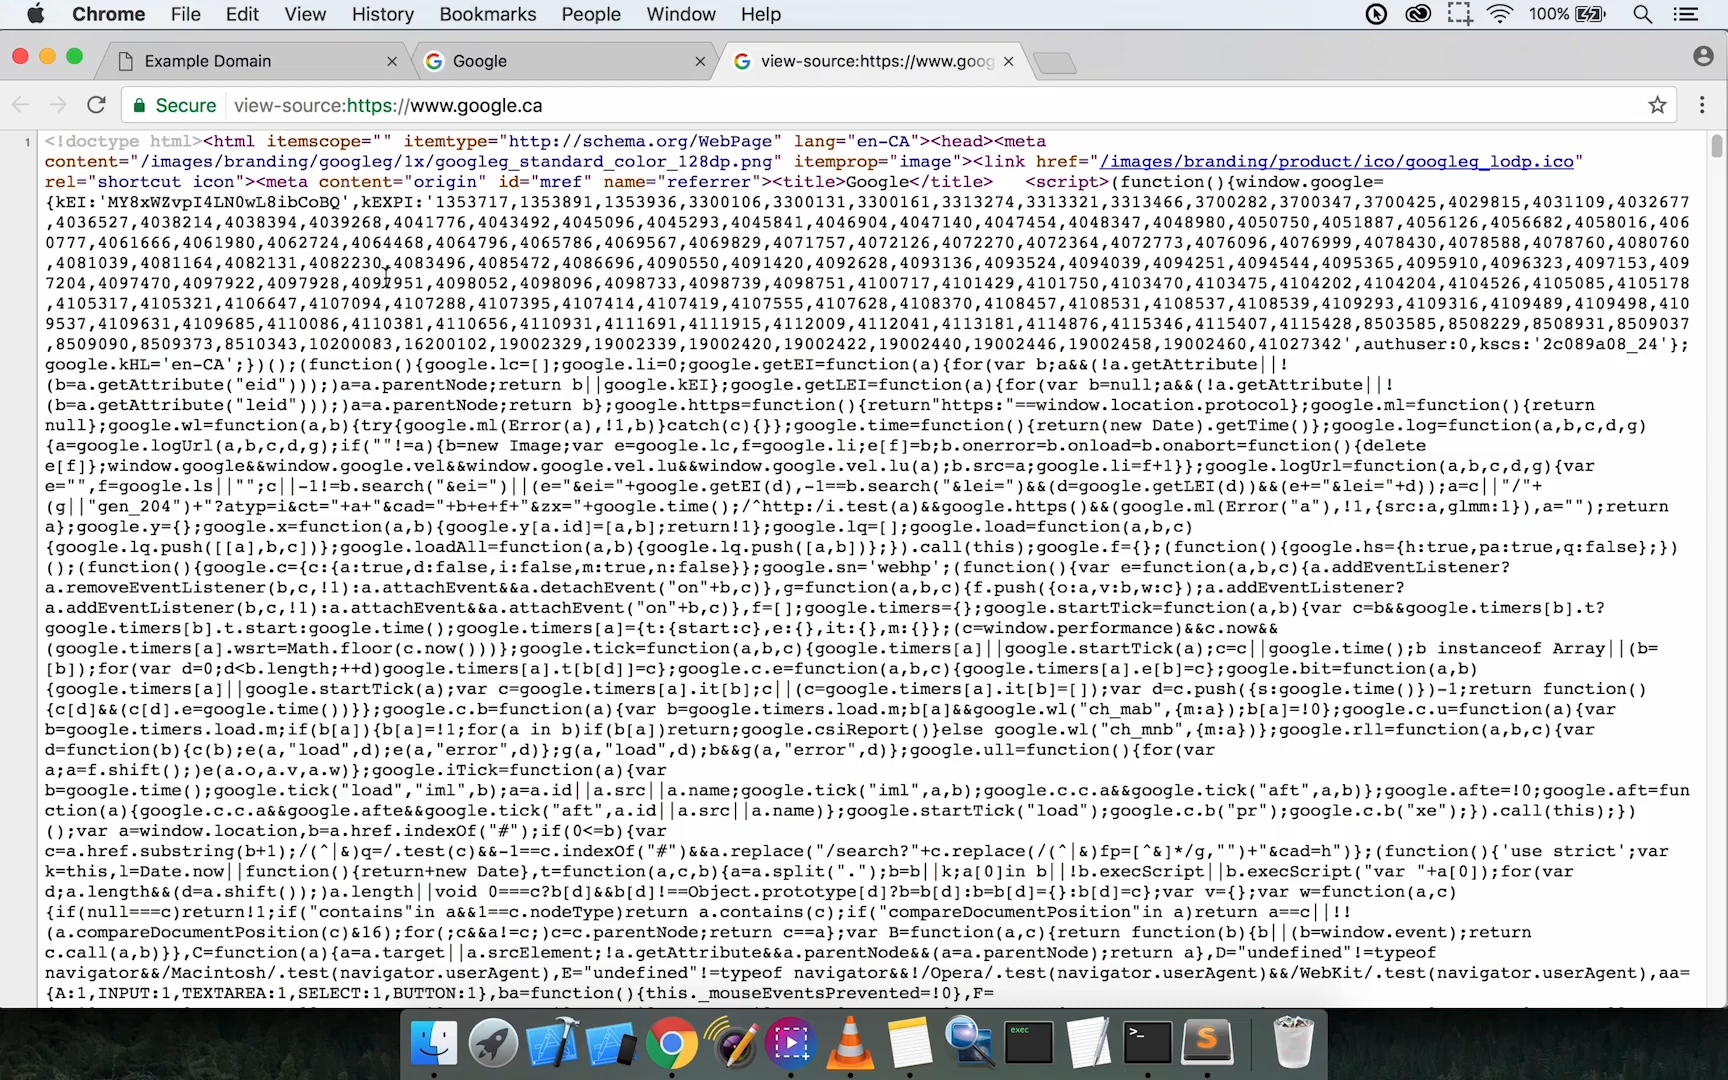 Chrome File Edit View History Bookmarks People Window Help 100%
Example Domain Google view-source:https://www.goog
Secure view-source:https://www.google.ca
1 <!doctype html><html itemscope="" itemtype="http://schema.org/WebPage" lang="en-CA"><head><meta
content="/images/branding/googleg/1x/googleg_standard_color_128dp.png" itemprop="image"><link href="/images/branding/product/ico/googleg_lodp.ico"
rel="shortcut icon"><meta content="origin" id="mref" name="referrer"><title>Google</title>   <script>(function(){window.google=
{kEI:'MY8xWZvpI4LN0wL8ibCoBQ',kEXPI:'1353717,1353891,1353936,3300106,3300131,3300161,3313274,3313321,3313466,3700282,3700347,3700425,4029815,4031109,4032677
,4036527,4038214,4038394,4039268,4041776,4043492,4045096,4045293,4045841,4046904,4047140,4047454,4048347,4048980,4050750,4051887,4056126,4056682,4058016,406
0777,4061666,4061980,4062724,4064468,4064796,4065786,4069567,4069829,4071757,4072126,4072270,4072364,4072773,4076096,4076999,4078430,4078588,4078760,4080760
,4081039,4081164,4082131,4082230,4083496,4085472,4086696,4090550,4091420,4092628,4093136,4093524,4094039,4094251,4094544,4095365,4095910,4096323,4097153,409
7204,4097470,4097922,4097928,4097951,4098052,4098096,4098733,4098739,4098751,4100717,4101429,4101750,4103470,4103475,4104202,4104204,4104526,4105085,4105178
,4105317,4105321,4106647,4107094,4107288,4107395,4107414,4107419,4107555,4107628,4108370,4108457,4108531,4108537,4108539,4109293,4109316,4109489,4109498,410
9537,4109631,4109685,4110086,4110381,4110656,4110931,4111691,4111915,4112009,4112041,4113181,4114876,4115346,4115407,4115428,8503585,8508229,8508931,8509037
,8509090,8509373,8510343,10200083,16200102,19002329,19002339,19002420,19002422,19002440,19002446,19002458,19002460,41027342',authuser:0,kscs:'2c089a08_24'};
google.kHL='en-CA';})();(function(){google.lc=[];google.li=0;google.getEI=function(a){for(var b;a&&(!a.getAttribute||!
(b=a.getAttribute("eid")));)a=a.parentNode;return b||google.kEI};google.getLEI=function(a){for(var b=null;a&&(!a.getAttribute||!
(b=a.getAttribute("leid")));)a=a.parentNode;return b};google.https=function(){return"https:"==window.location.protocol};google.ml=function(){return
null};google.wl=function(a,b){try{google.ml(Error(a),!1,b)}catch(c){}};google.time=function(){return(new Date).getTime()};google.log=function(a,b,c,d,g)
{a=google.logUrl(a,b,c,d,g);if(""!=a){b=new Image;var e=google.lc,f=google.li;e[f]=b;b.onerror=b.onload=b.onabort=function(){delete
e[f]};window.google&&window.google.vel&&window.google.vel.lu&&window.google.vel.lu(a);b.src=a;google.li=f+1}};google.logUrl=function(a,b,c,d,g){var
e="",f=google.ls||"";c||-1!=b.search("&ei=")||(e="&ei="+google.getEI(d),-1==b.search("&lei=")&&(d=google.getLEI(d))&&(e+="&lei="+d));a=c||"/"+
(g||"gen_204")+"?atyp=i&ct="+a+"&cad="+b+e+f+"&zx="+google.time();/^http:/i.test(a)&&google.https()&&(google.ml(Error("a"),!1,{src:a,glmm:1}),a="");return
a};google.y={};google.x=function(a,b){google.y[a.id]=[a,b];return!1};google.lq=[];google.load=function(a,b,c)
{google.lq.push([[a],b,c])};google.loadAll=function(a,b){google.lq.push([a,b])};}).call(this);google.f={};(function(){google.hs={h:true,pa:true,q:false};})
();(function(){google.c={c:{a:true,d:false,i:false,m:true,n:false}};google.sn='webhp';(function(){var e=function(a,b,c){a.addEventListener?
a.removeEventListener(b,c,!1):a.attachEvent&&a.detachEvent("on"+b,c)},g=function(a,b,c){f.push({o:a,v:b,w:c});a.addEventListener?
a.addEventListener(b,c,!1):a.attachEvent&&a.attachEvent("on"+b,c)},f=[];google.timers={};google.startTick=function(a,b){var c=b&&google.timers[b].t?
google.timers[b].t.start:google.time();google.timers[a]={t:{start:c},e:{},it:{},m:{}};(c=window.performance)&&c.now&&
(google.timers[a].wsrt=Math.floor(c.now()))};google.tick=function(a,b,c){google.timers[a]||google.startTick(a);c=c||google.time();b instanceof Array||(b=
[b]);for(var d=0;d<b.length;++d)google.timers[a].t[b[d]]=c};google.c.e=function(a,b,c){google.timers[a].e[b]=c};google.bit=function(a,b)
{google.timers[a]||google.startTick(a);var c=google.timers[a].it[b];c||(c=google.timers[a].it[b]=[]);var d=c.push({s:google.time()})-1;return function()
{c[d]&&(c[d].e=google.time())}};google.c.b=function(a){var b=google.timers.load.m;b[a]&&google.wl("ch_mab",{m:a});b[a]=!0};google.c.u=function(a){var
b=google.timers.load.m;if(b[a]){b[a]=!1;for(a in b)if(b[a])return;google.csiReport()}else google.wl("ch_mnb",{m:a})};google.rll=function(a,b,c){var
d=function(b){c(b);e(a,"load",d);e(a,"error",d)};g(a,"load",d);b&&g(a,"error",d)};google.ull=function(){for(var
a;a=f.shift();)e(a.o,a.v,a.w)};google.iTick=function(a){var
b=google.time();google.tick("load","iml",b);a=a.id||a.src||a.name;google.tick("iml",a,b);google.c.c.a&&google.tick("aft",a,b)};google.afte=!0;google.aft=fun
ction(a){google.c.c.a&&google.afte&&google.tick("aft",a.id||a.src||a.name)};google.startTick("load");google.c.b("pr");google.c.b("xe");}).call(this);})
();var a=window.location,b=a.href.indexOf("#");if(0<=b){var
c=a.href.substring(b+1);/(^|&)q=/.test(c)&&-1==c.indexOf("#")&&a.replace("/search?"+c.replace(/(^|&)fp=[^&]*/g,"")+"&cad=h")};(function(){'use strict';var
k=this,l=Date.now||function(){return+new Date},t=function(a,c,b){a=a.split(".");b=b||k;a[0]in b||!b.execScript||b.execScript("var "+a[0]);for(var
d;a.length&&(d=a.shift());)a.length||void 0===c?b[d]&&b[d]!==Object.prototype[d]?b=b[d]:b=b[d]={}:b[d]=c};var v={};var w=function(a,c)
{if(null===c)return!1;if("contains"in a&&1==c.nodeType)return a.contains(c);if("compareDocumentPosition"in a)return a==c||!!
(a.compareDocumentPosition(c)&16);for(;c&&a!=c;)c=c.parentNode;return c==a};var B=function(a,c){return function(b){b||(b=window.event);return
c.call(a,b)}},C=function(a){a=a.target||a.srcElement;!a.getAttribute&&a.parentNode&&(a=a.parentNode);return a},D="undefined"!=typeof
navigator&&/Macintosh/.test(navigator.userAgent),E="undefined"!=typeof navigator&&!/Opera/.test(navigator.userAgent)&&/WebKit/.test(navigator.userAgent),aa=
{A:1,INPUT:1,TEXTAREA:1,SELECT:1,BUTTON:1},ba=function(){this._mouseEventsPrevented=!0},F=
exec